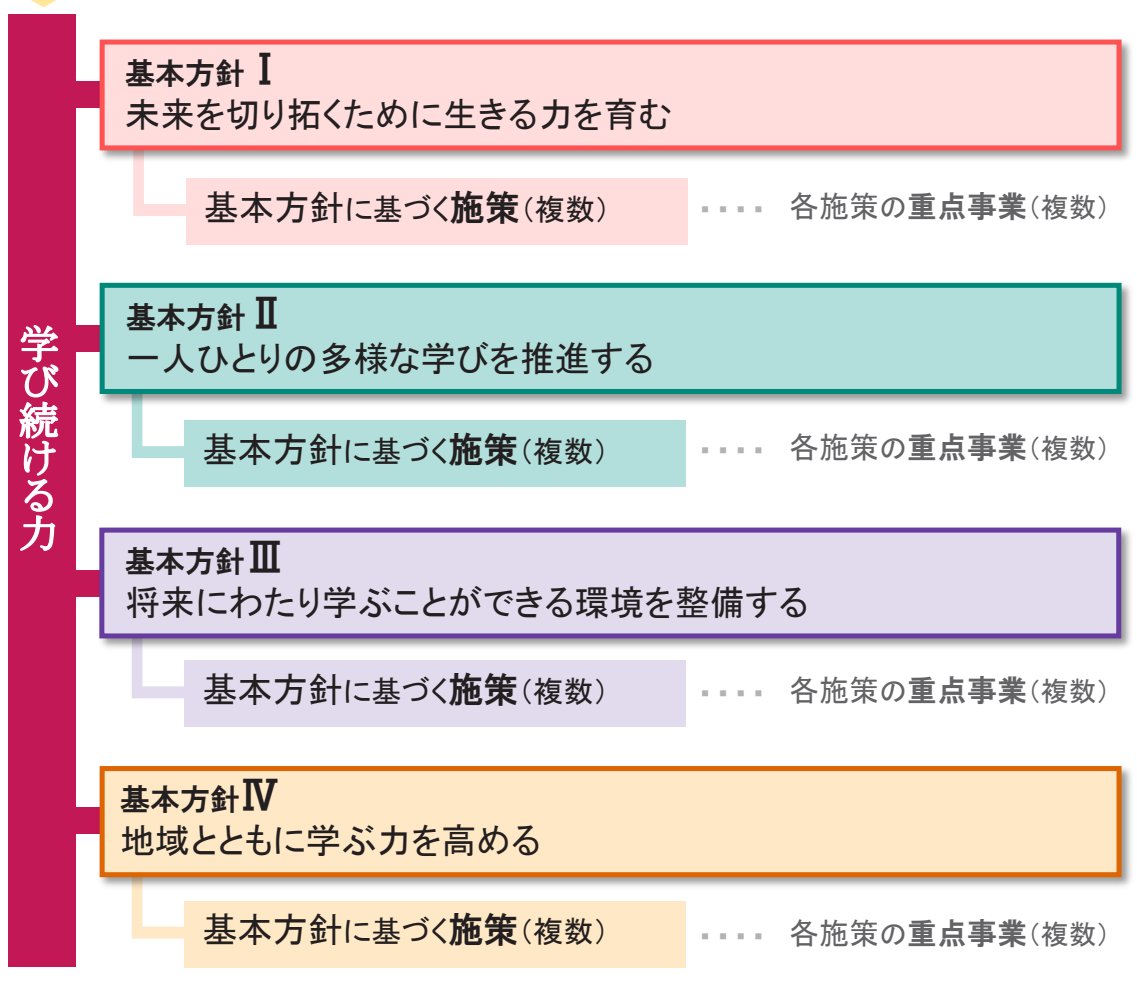 学び続ける力
基本方針 Ⅰ
未来を切り拓くために生きる力を育む
基本方針に基づく施策(複数) ‥‥ 各施策の重点事業(複数)
基本方針 Ⅱ
一人ひとりの多様な学びを推進する
基本方針に基づく施策(複数) ‥‥ 各施策の重点事業(複数)
基本方針Ⅲ
将来にわたり学ぶことができる環境を整備する
基本方針に基づく施策(複数) ‥‥ 各施策の重点事業(複数)
基本方針Ⅳ
地域とともに学ぶ力を高める
基本方針に基づく施策(複数) ‥‥ 各施策の重点事業(複数)